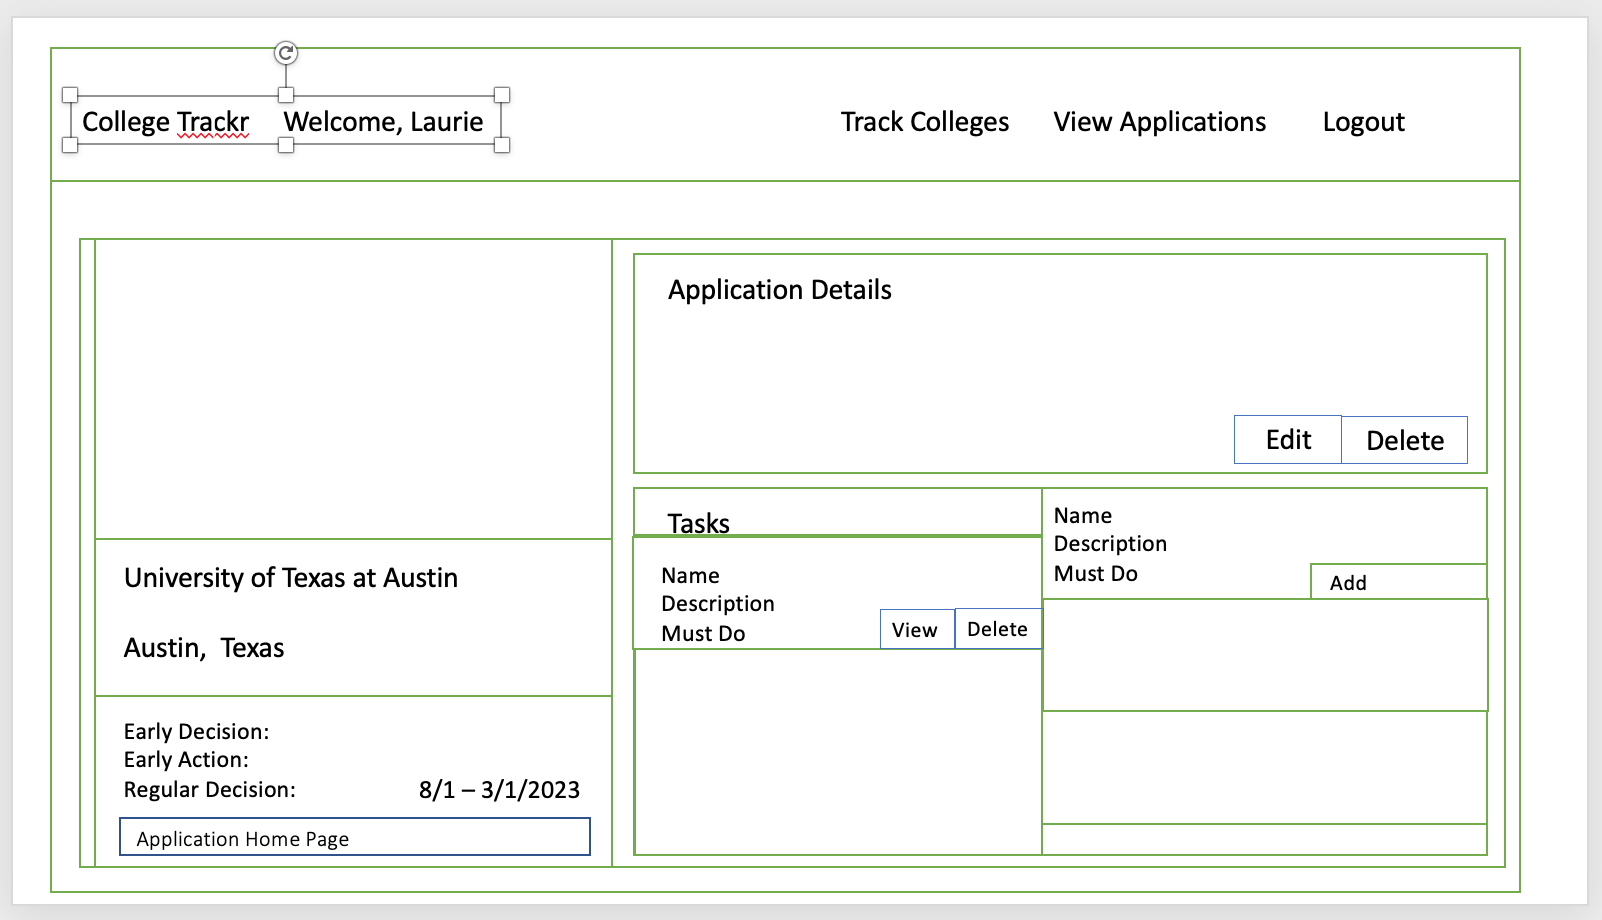 College Trackr Welcome, Laurie Track Colleges View Applications Logout
University of Texas at Austin
Austin, Texas
Early Decision:
Early Action:
Regular Decision: 8/1 – 3/1/2023
Application Home Page
Application Details
Edit Delete
Tasks
Name
Description
Must Do
View Delete
Name
Description
Must Do
Add